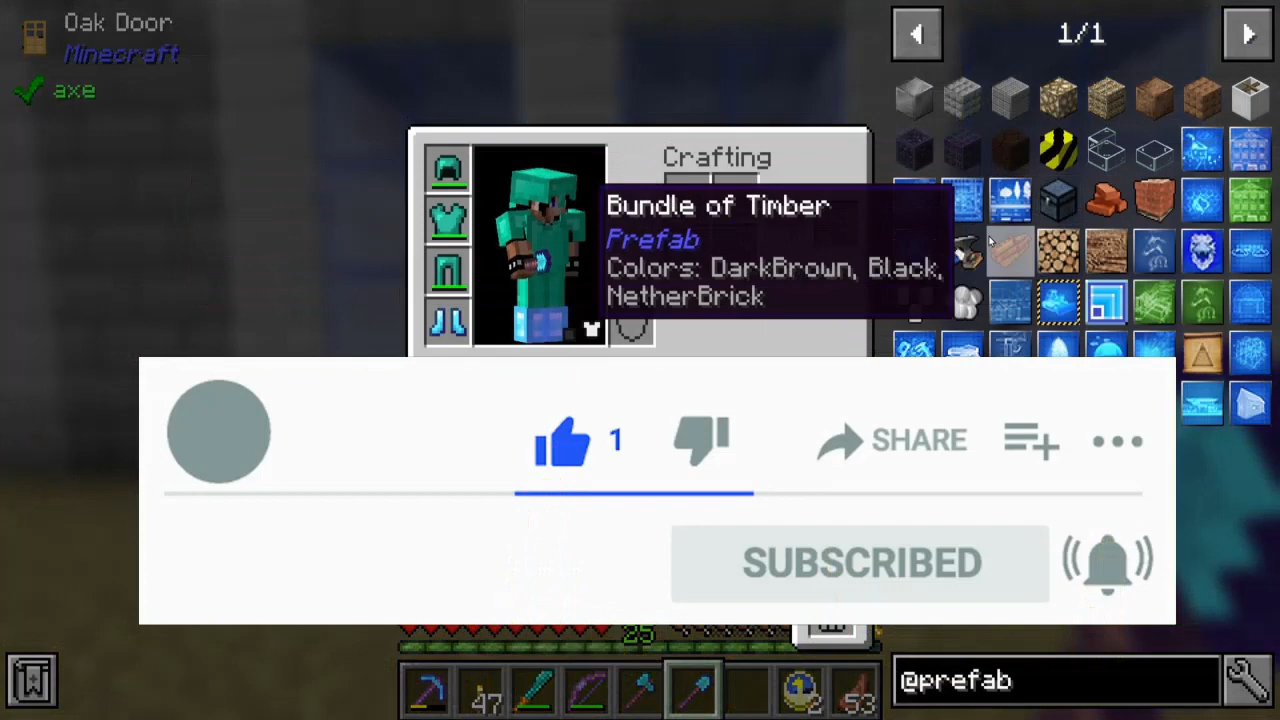 Oak Door
Minecraft
axe
1/1
Crafting
Bundle of Timber
Prefab
Colors: DarkBrown, Black,
NetherBrick
1
SHARE
SUBSCRIBED
25
47
2
53
@prefab